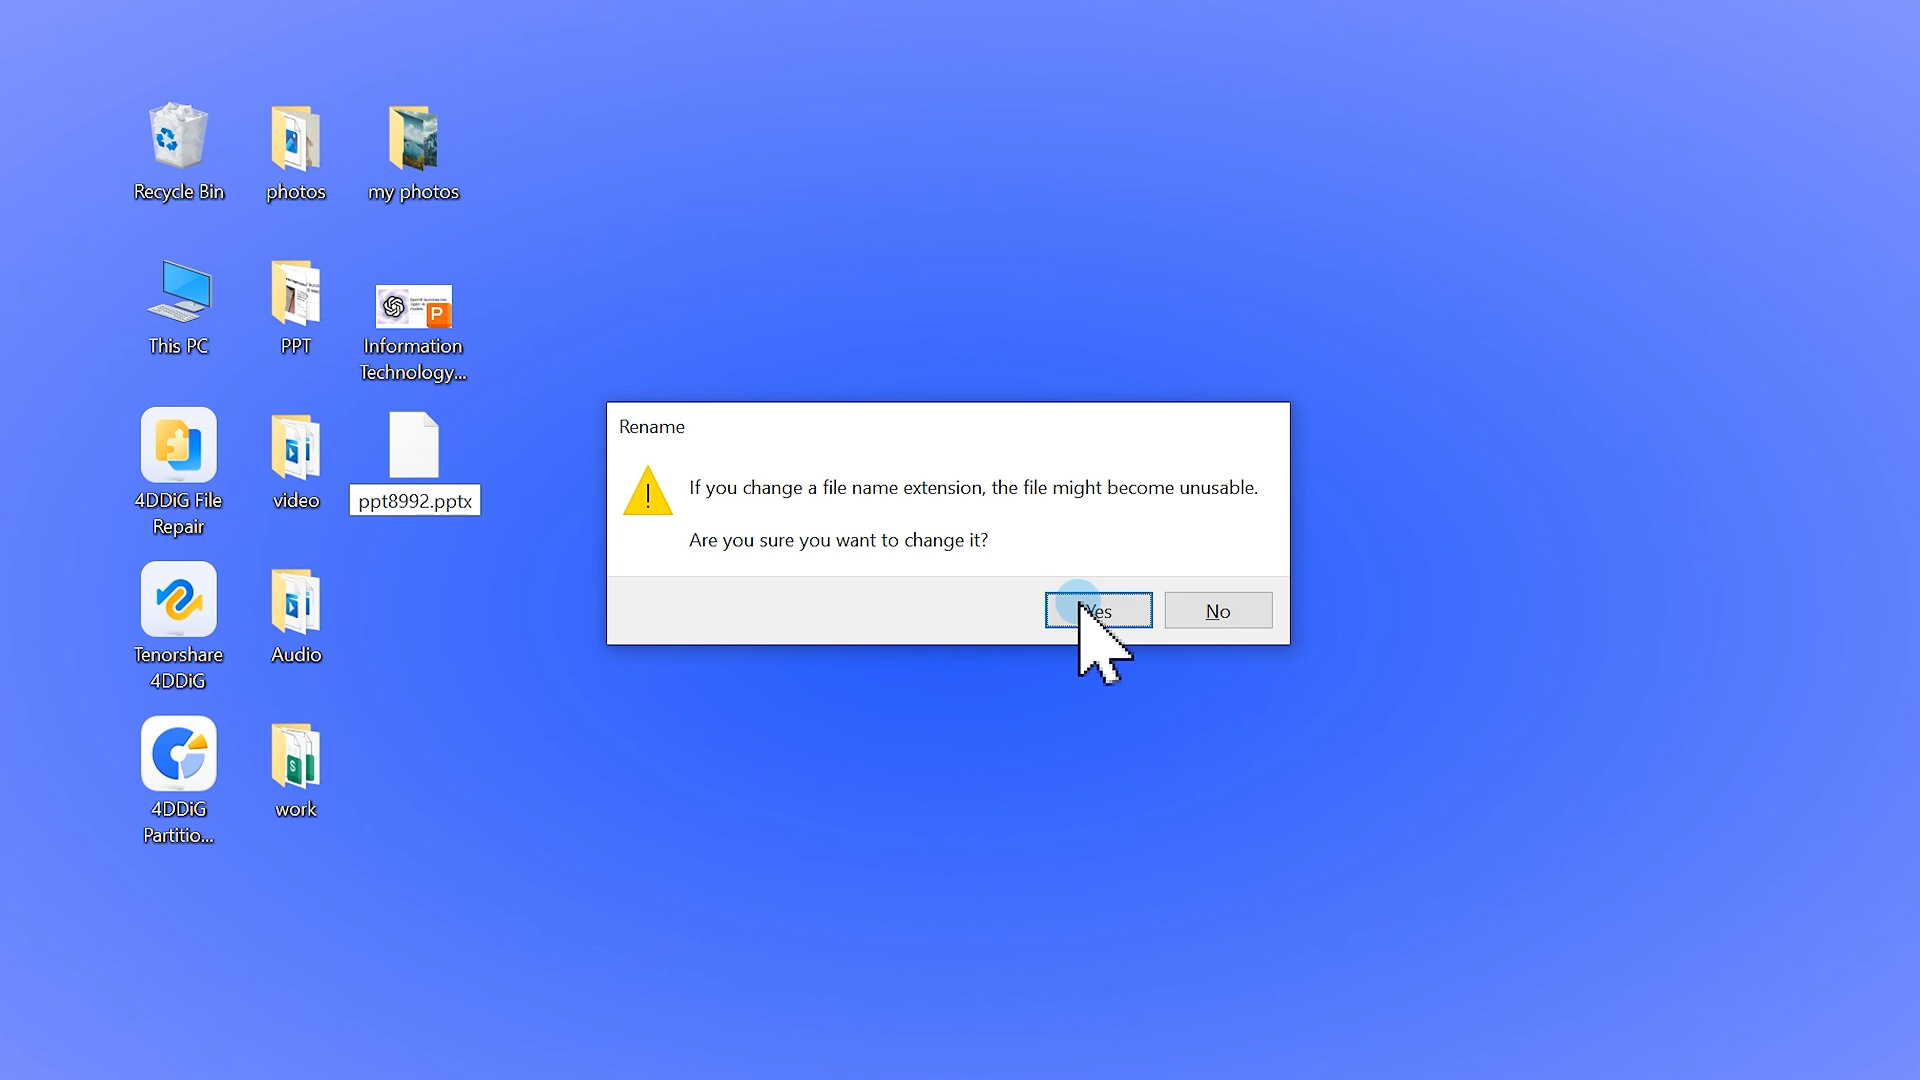 Recycle Bin
photos
my photos
This PC
PPT
Information
Technology...
4DDiG File
Repair
video
ppt8992.pptx
Tenorshare
4DDiG
Audio
4DDiG
Partitio...
work
Rename
If you change a file name extension, the file might become unusable.
Are you sure you want to change it?
Yes
No